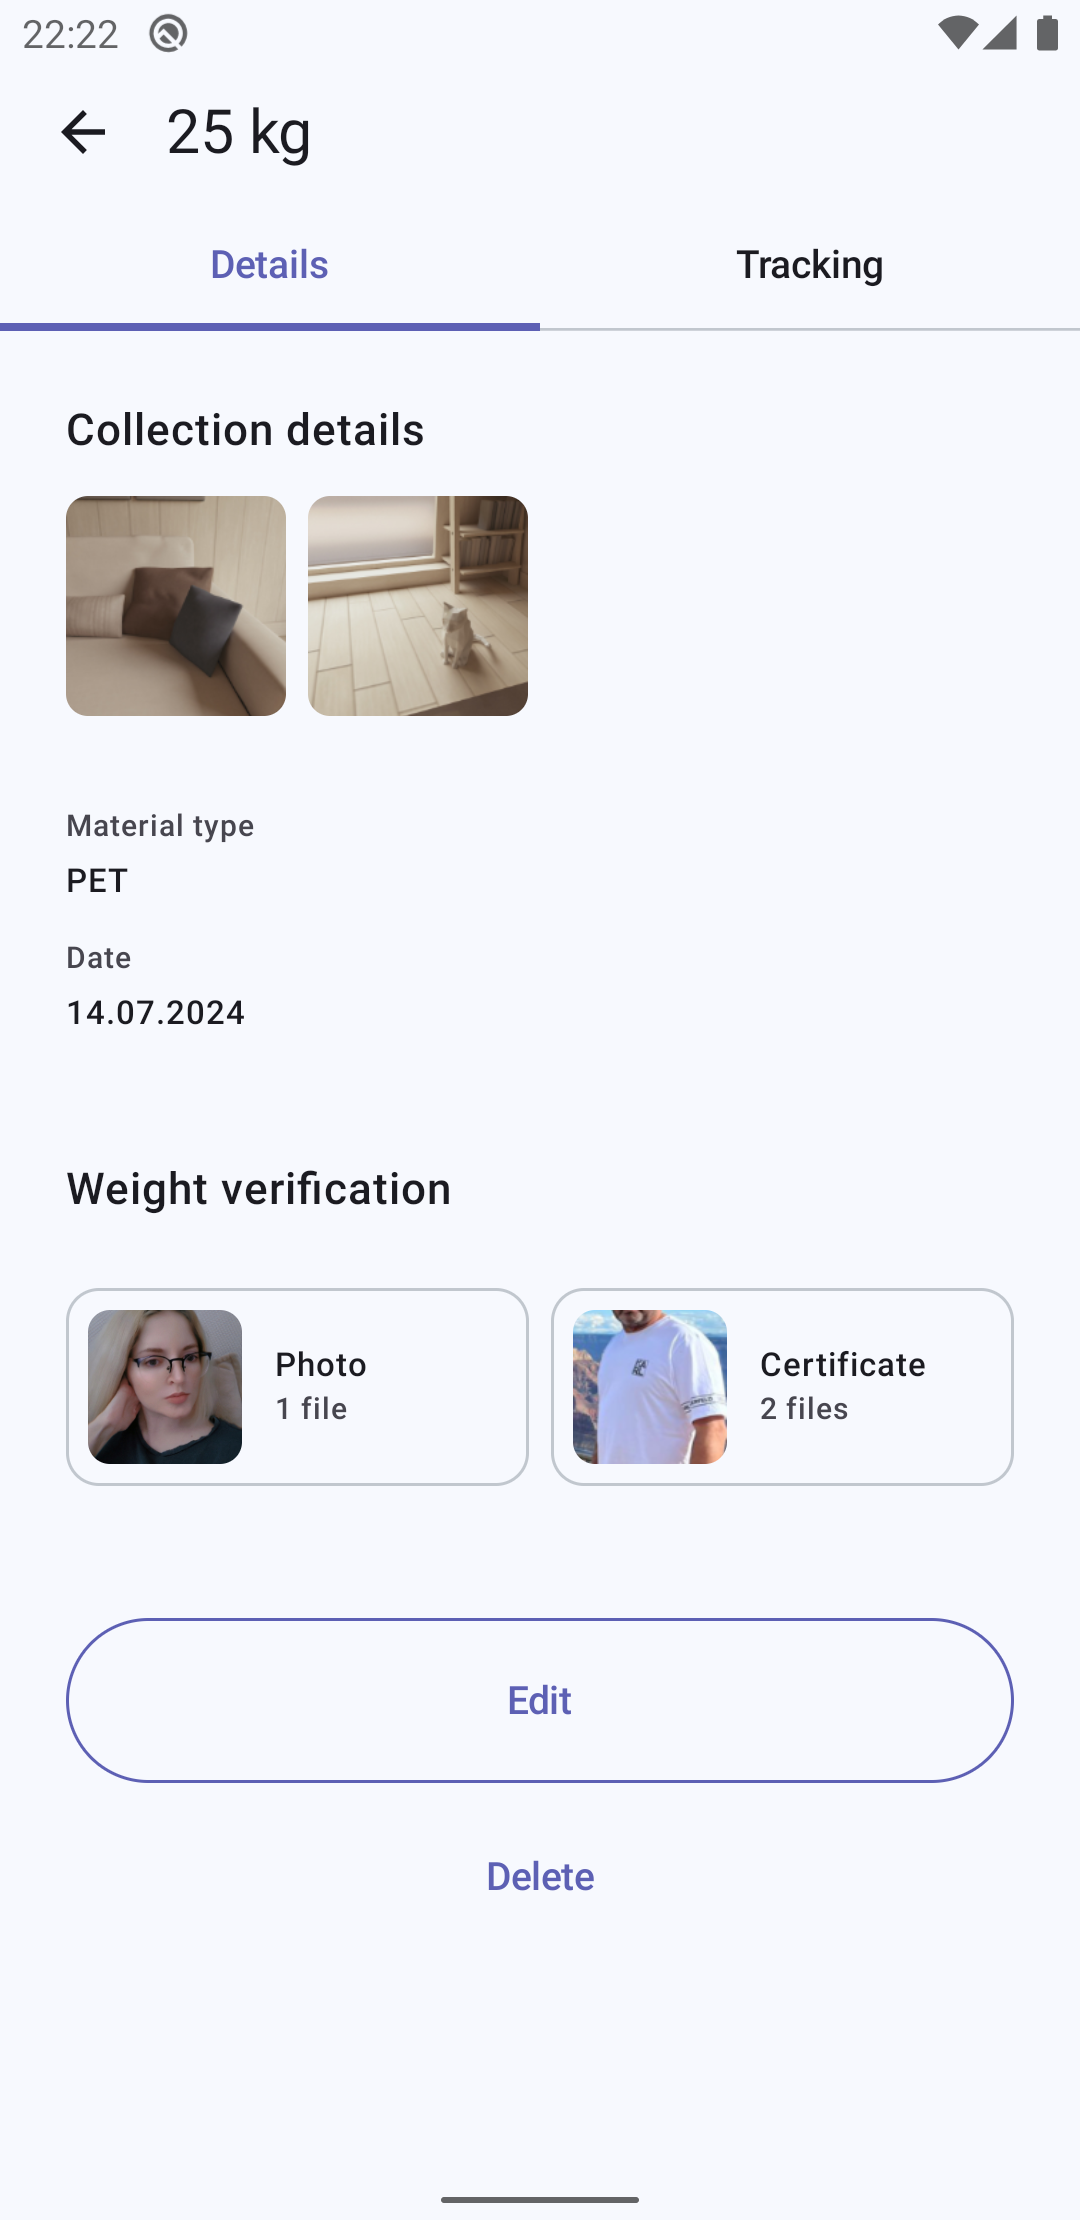 22:22
25 kg
Details
Tracking
Collection details
Material type
PET
Date
14.07.2024
Weight verification
Photo
1 file
Certificate
2 files
Edit
Delete